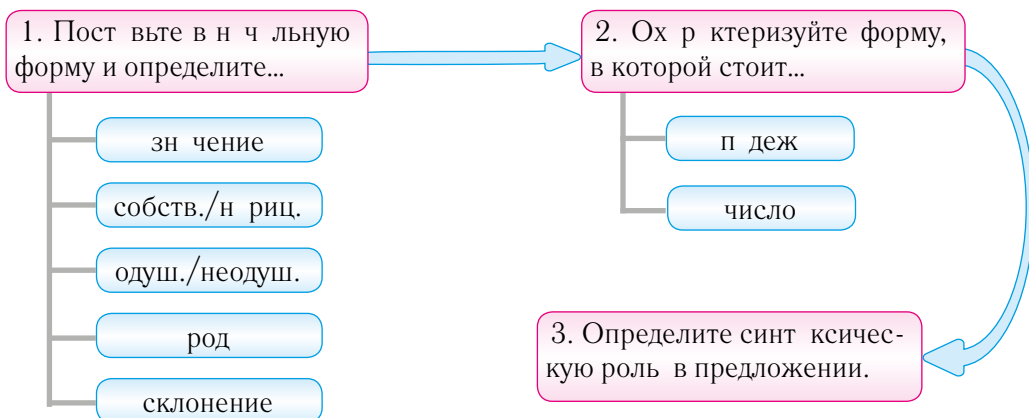 1. Пост вьте в н ч льную
форму и определите...
зн чение
собств./н риц.
одуш./неодуш.
род
склонение
2. Ох р ктеризуйте форму,
в которой стоит...
п деж
число
3. Определите синт ксичес-
кую роль в предложении.